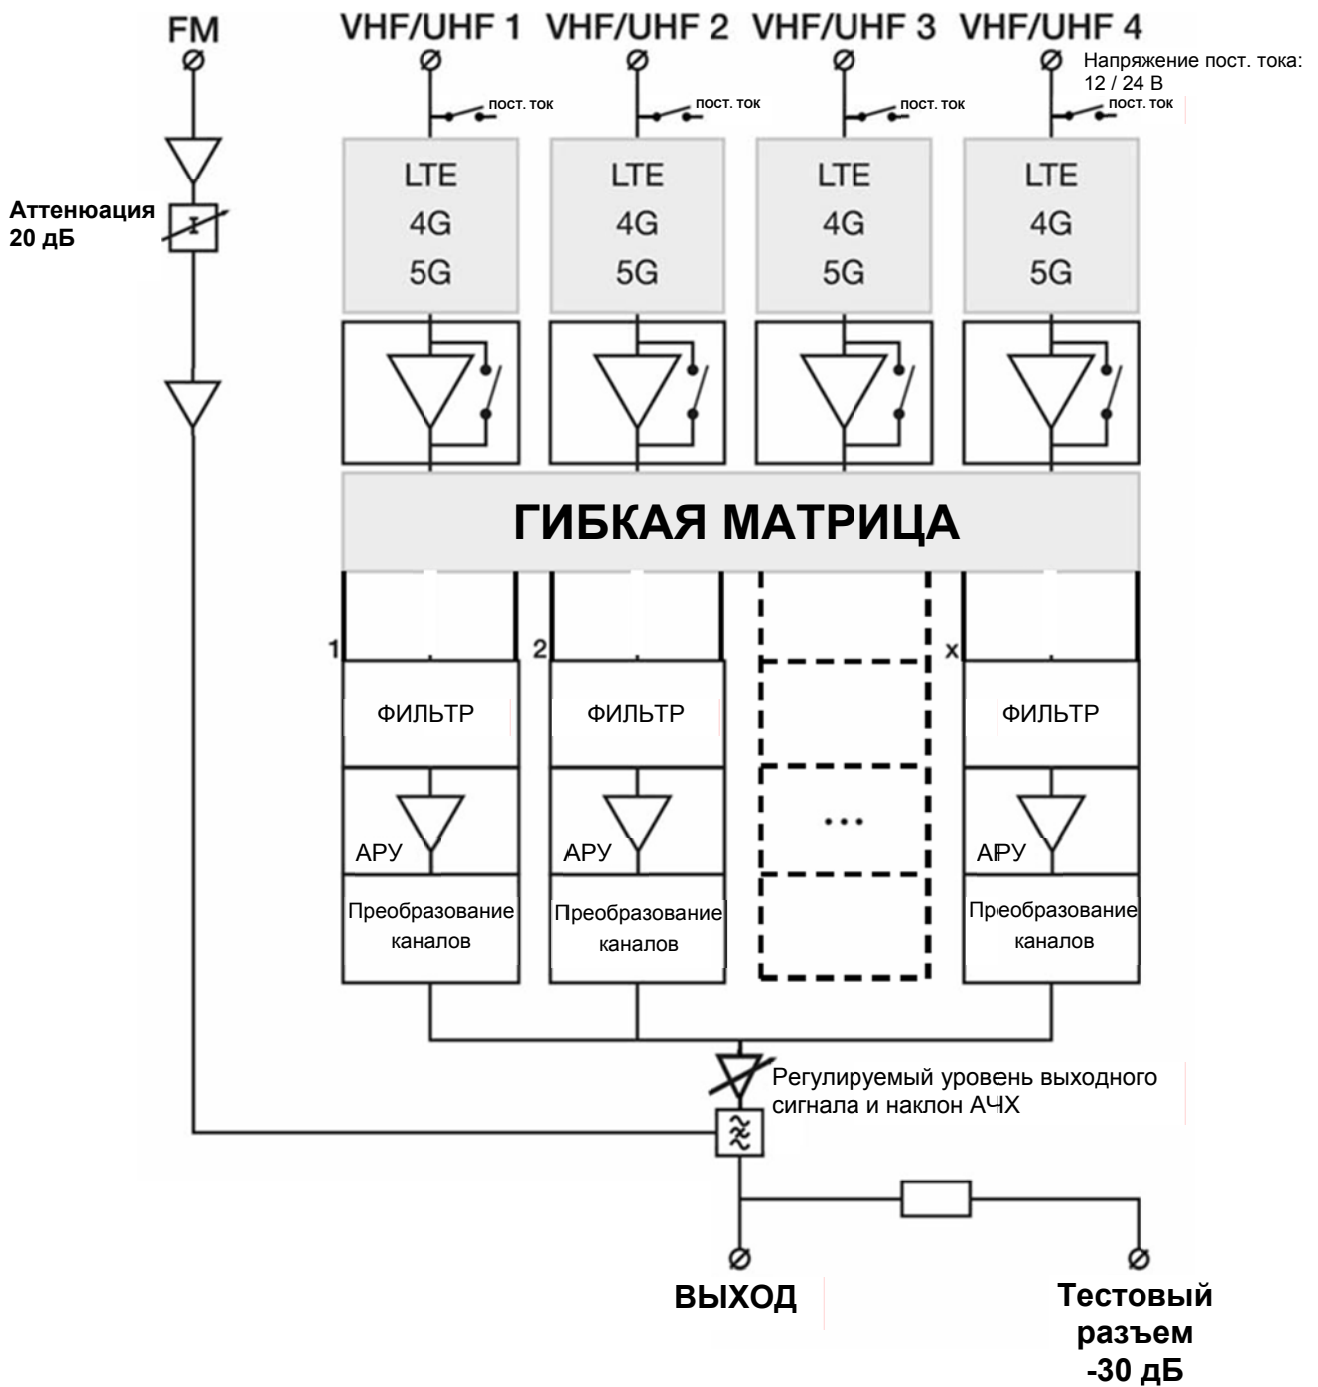 FM
VHF/UHF 1
VHF/UHF 2
VHF/UHF 3
VHF/UHF 4
Напряжение пост. тока:
12 / 24 В
пост. ток
пост. ток
пост. ток
пост. ток
LTE
4G
5G
LTE
4G
5G
LTE
4G
5G
LTE
4G
5G
Аттенюация
20 дБ
I
ГИБКАЯ МАТРИЦА
1
2
x
ФИЛЬТР
ФИЛЬТР
ФИЛЬТР
...
АРУ
АРУ
АРУ
Преобразование
каналов
Преобразование
каналов
Преобразование
каналов
Регулируемый уровень выходного
сигнала и наклон АЧХ
ВЫХОД
Тестовый
разъем
-30 дБ